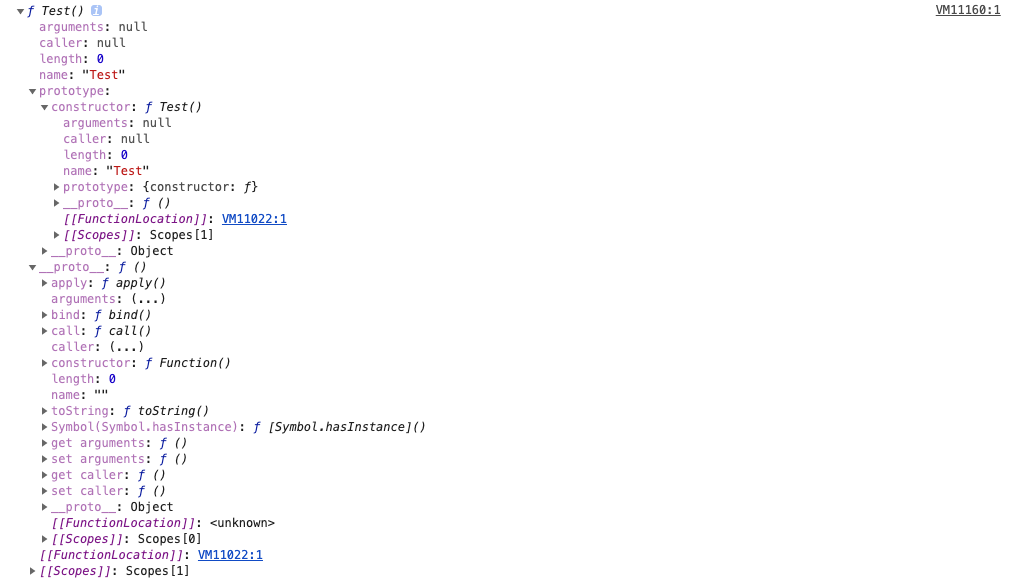 ▼ƒ Test() i VM11160:1
arguments: null
caller: null
length: 0
name: "Test"
▼prototype:
▼constructor: ƒ Test()
arguments: null
caller: null
length: 0
name: "Test"
▶prototype: {constructor: ƒ}
▶__proto__: ƒ ()
[[FunctionLocation]]: VM11022:1
▶[[Scopes]]: Scopes[1]
▶__proto__: Object
▼__proto__: ƒ ()
▶apply: ƒ apply()
arguments: (...)
▶bind: ƒ bind()
▶call: ƒ call()
caller: (...)
▶constructor: ƒ Function()
length: 0
name: ""
▶toString: ƒ toString()
▶Symbol(Symbol.hasInstance): ƒ [Symbol.hasInstance]()
▶get arguments: ƒ ()
▶set arguments: ƒ ()
▶get caller: ƒ ()
▶set caller: ƒ ()
▶__proto__: Object
[[FunctionLocation]]: <unknown>
▶[[Scopes]]: Scopes[0]
[[FunctionLocation]]: VM11022:1
▶[[Scopes]]: Scopes[1]